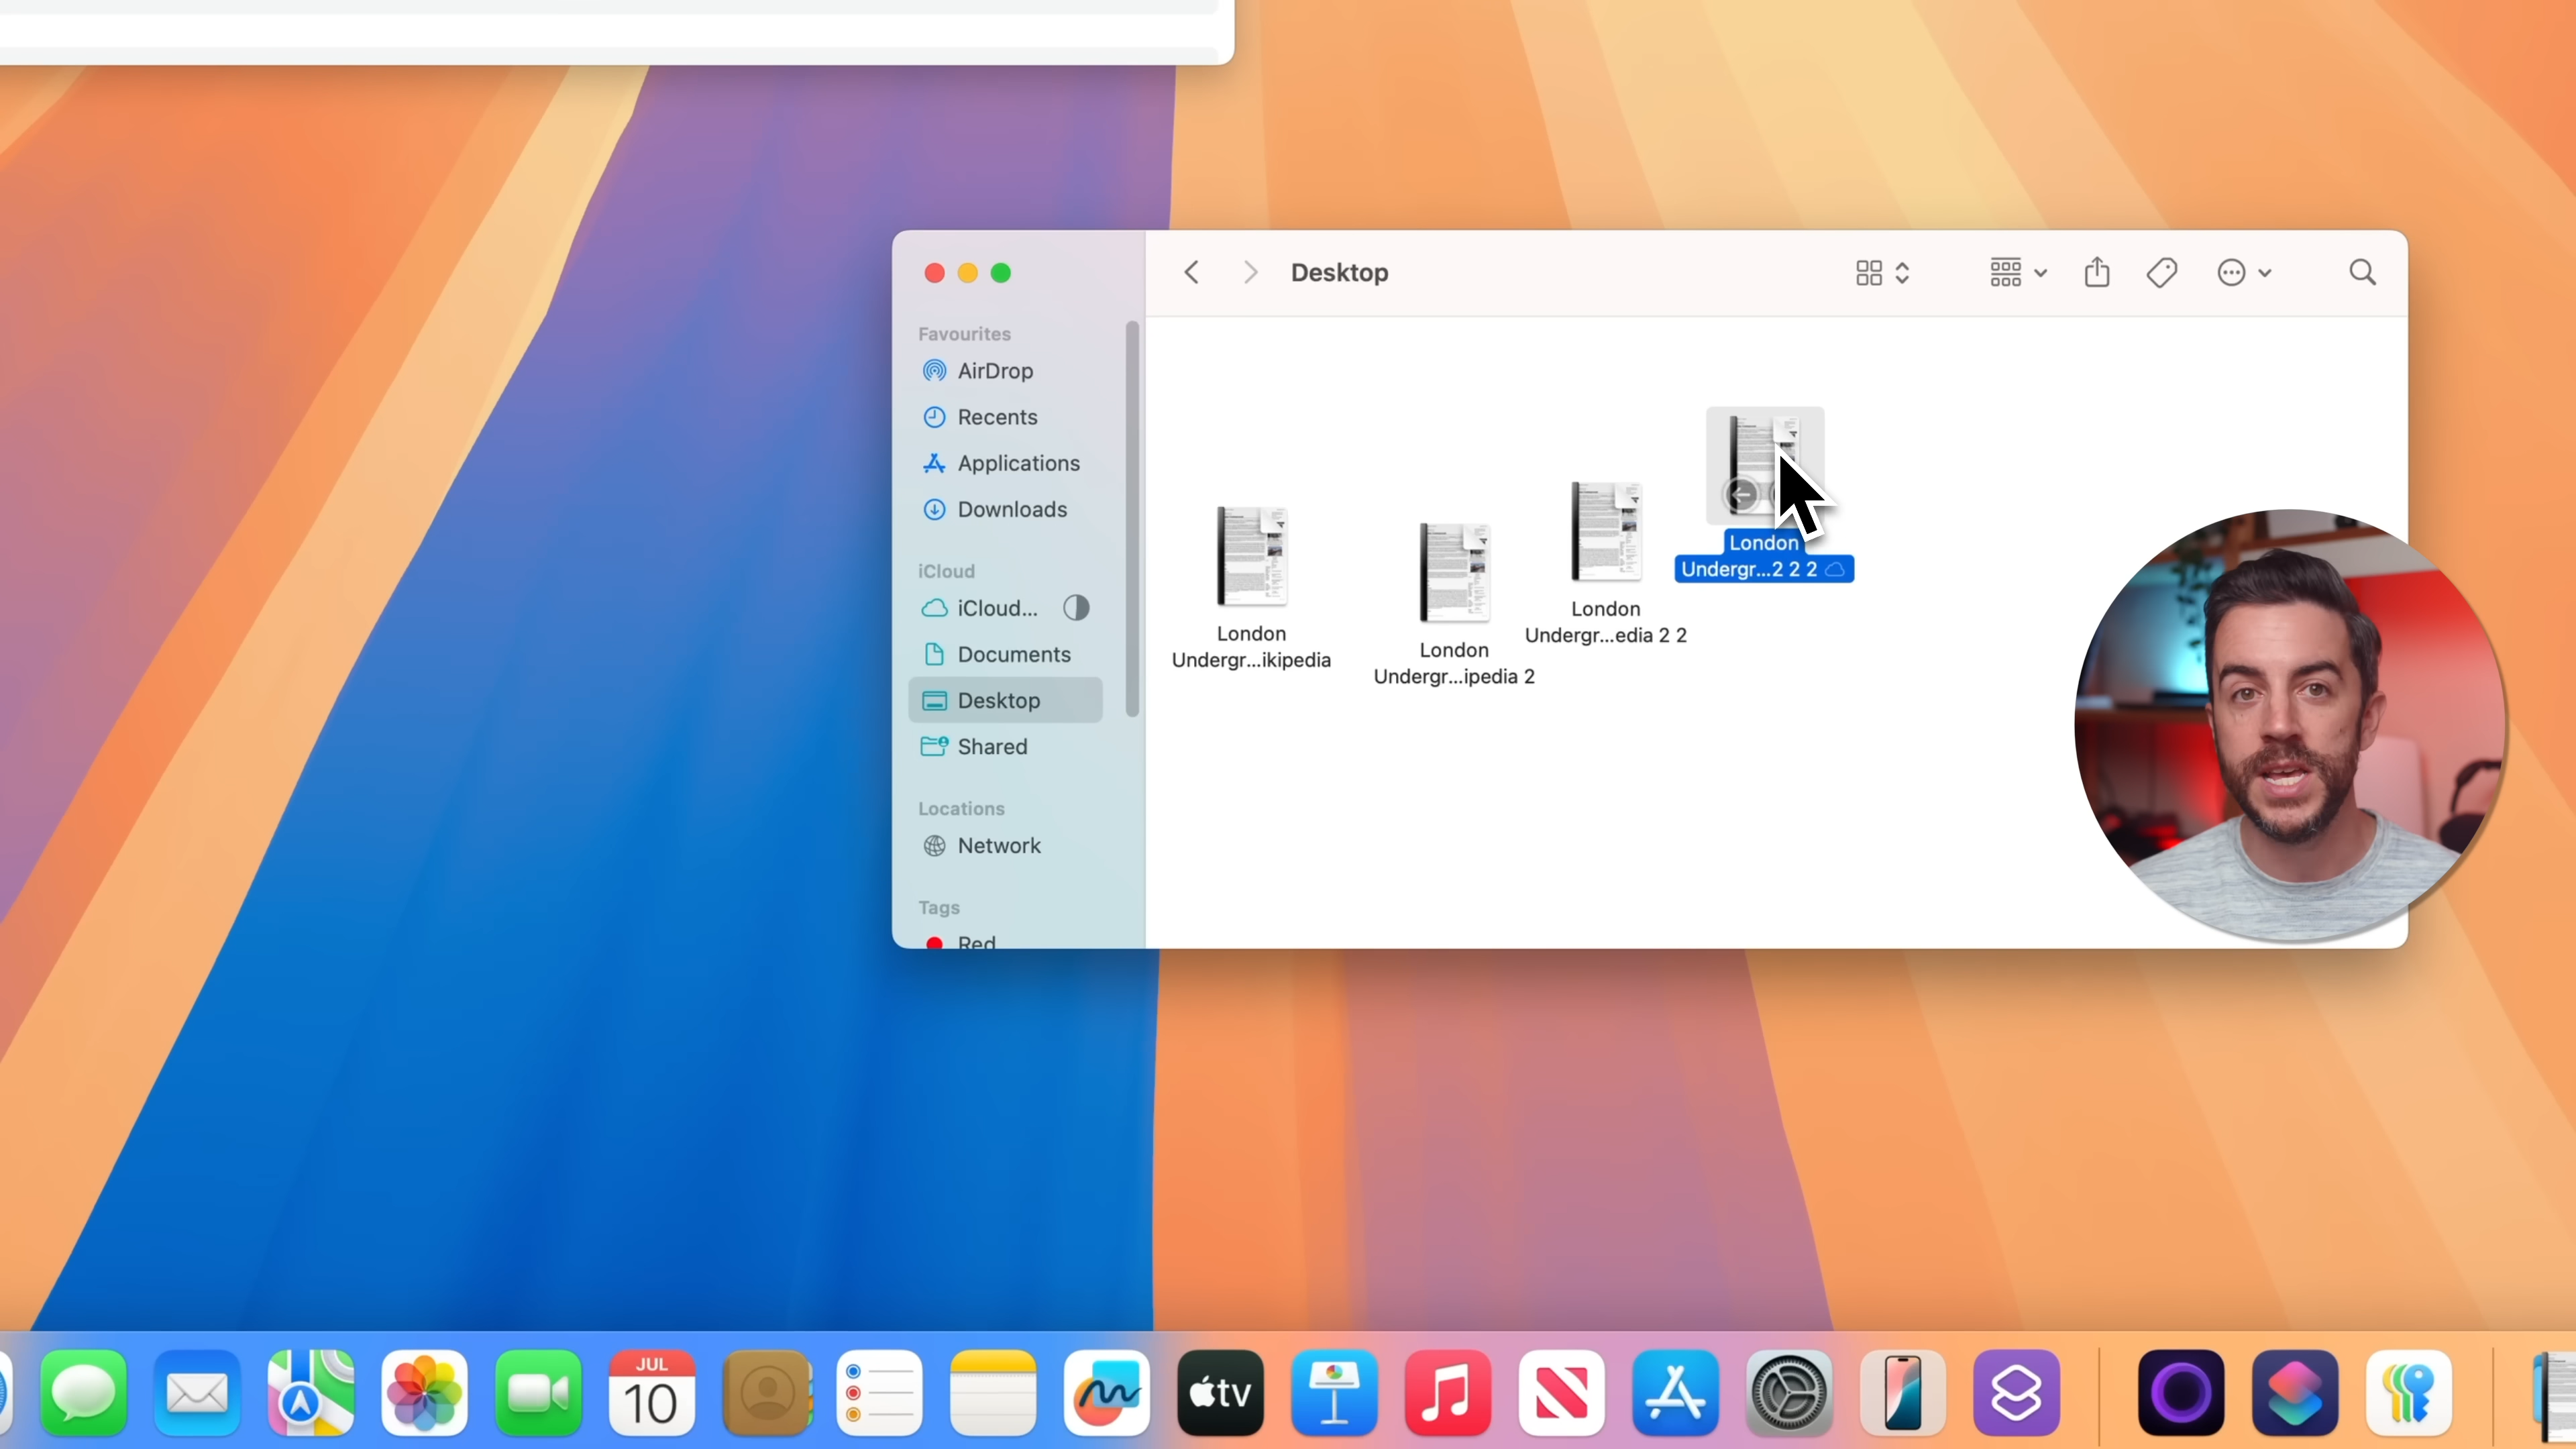 Desktop
Favourites
AirDrop
Recents
Applications
Downloads
iCloud
iCloud...
Documents
Desktop
Shared
Locations
Network
Tags
Red
London
Undergr...ikipedia
London
Undergr...ipedia 2
London
Undergr...edia 2 2
London
Undergr...2 2 2
JUL
10
tv